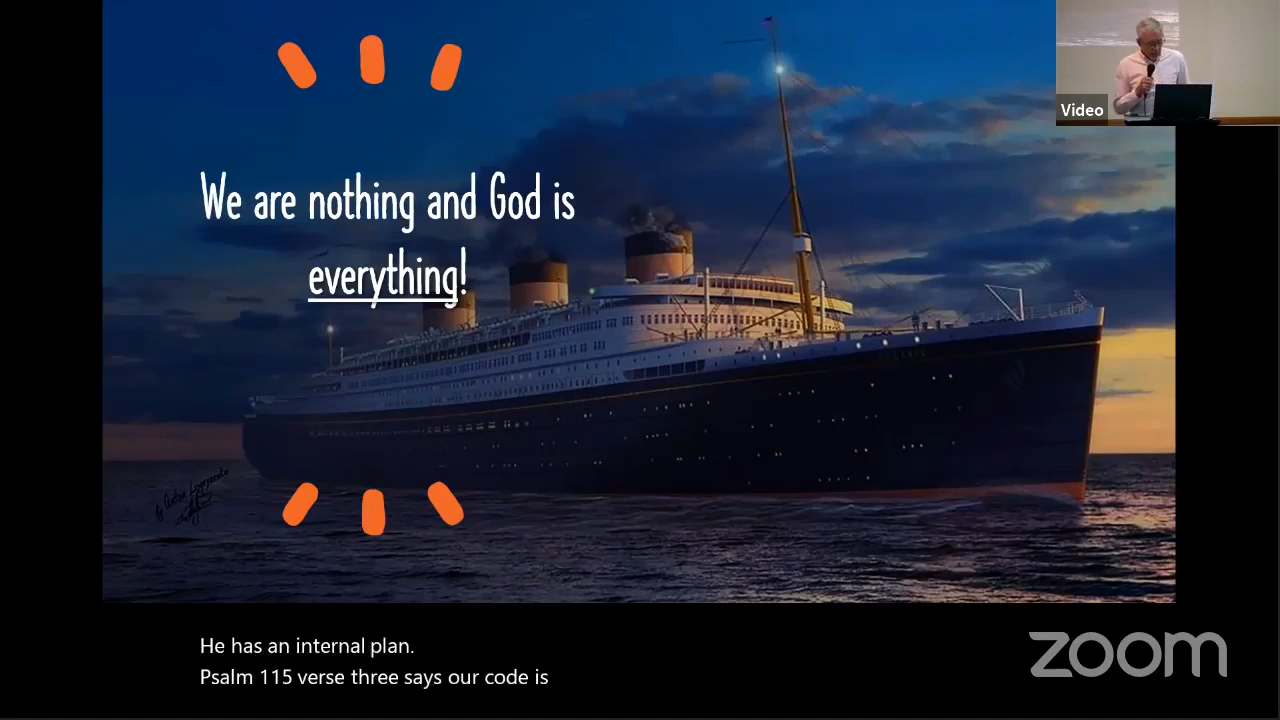 We are nothing and God is
everything!
Video
He has an internal plan.
Psalm 115 verse three says our code is
zoom